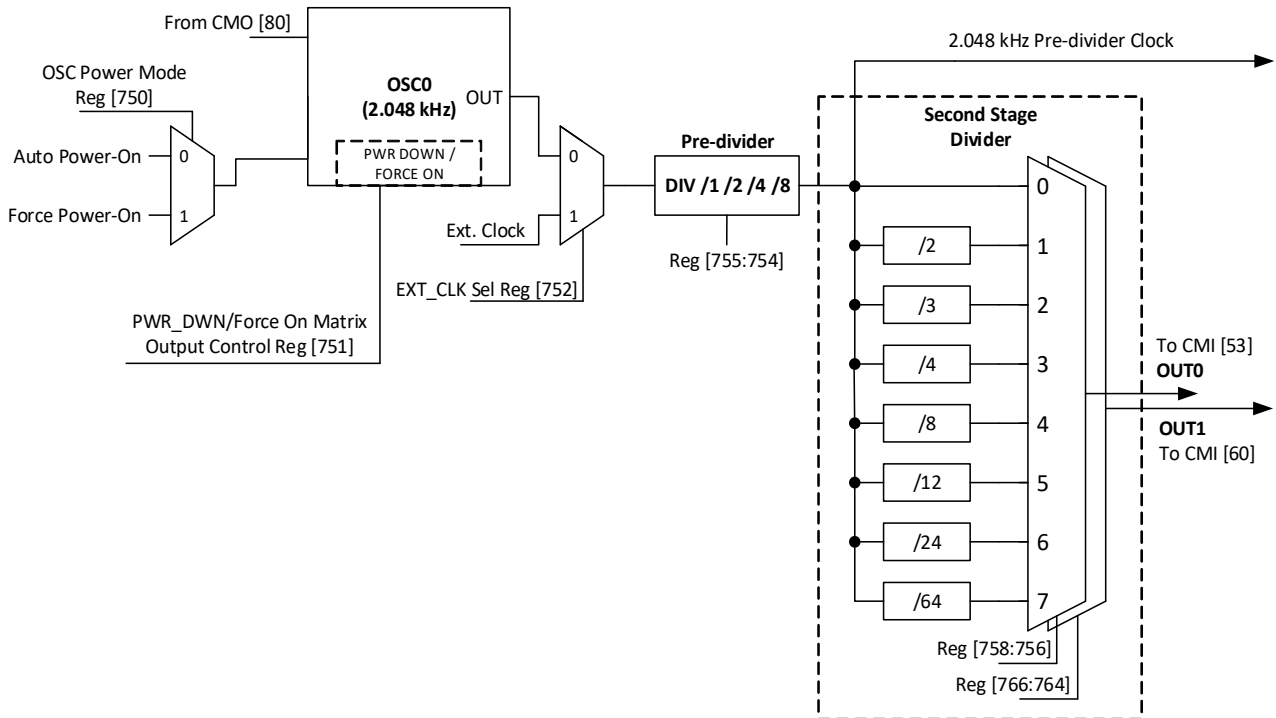 From CMO [80]
OSC Power Mode
Reg [750]
Auto Power-On
Force Power-On
0
1
OSC0
(2.048 kHz)
OUT
PWR DOWN /
FORCE ON
PWR_DWN/Force On Matrix
Output Control Reg [751]
0
1
Ext. Clock
EXT_CLK Sel Reg [752]
Pre-divider
DIV /1 /2 /4 /8
Reg [755:754]
2.048 kHz Pre-divider Clock
Second Stage
Divider
0
/2 1
/3 2
/4 3
/8 4
/12 5
/24 6
/64 7
Reg [758:756]
Reg [766:764]
To CMI [53]
OUT0
OUT1
To CMI [60]